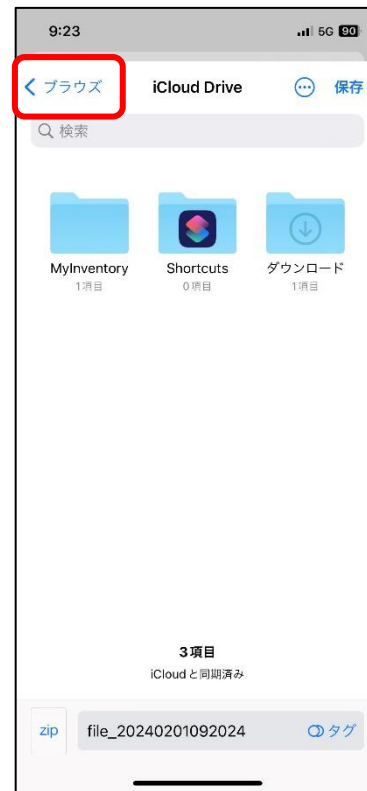 9:23 5G 90
ブラウズ iCloud Drive 保存
検索
MyInventory Shortcuts ダウンロード
1項目 0項目 1項目
3項目
iCloudと同期済み
zip file_20240201092024 タグ